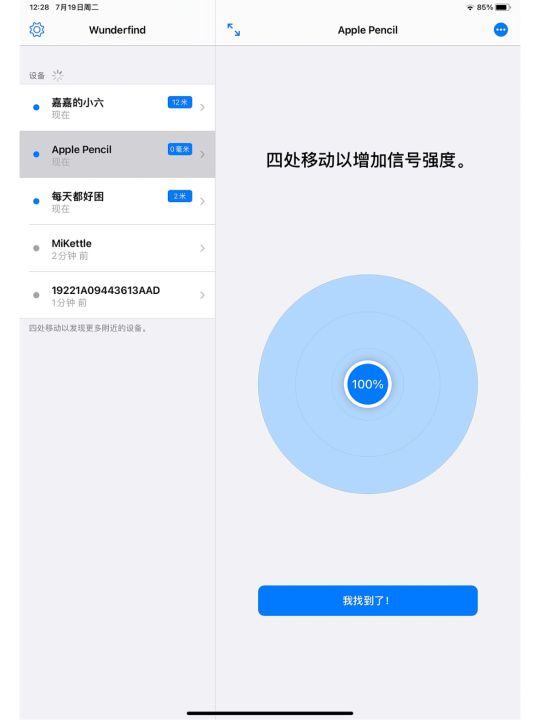 12:28 7月19日周二
85%
Wunderfind
设备
嘉嘉的小六
12米
现在
Apple Pencil
0毫米
现在
每天都好困
2米
现在
MiKettle
2分钟 前
19221A09443613AAD
1分钟 前
四处移动以发现更多附近的设备。
Apple Pencil
四处移动以增加信号强度。
100%
我找到了！